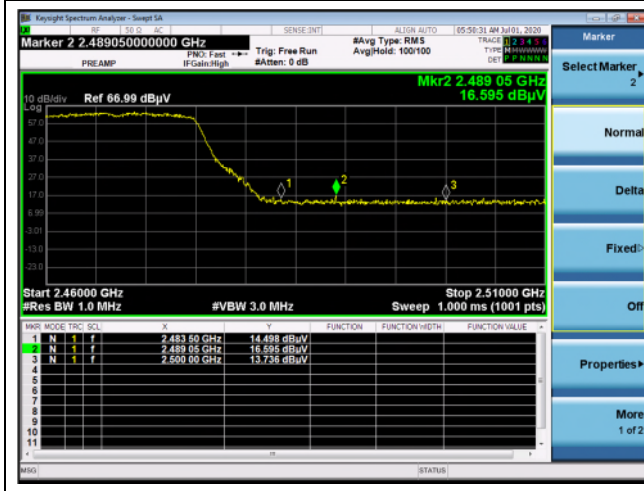 Keysight Spectrum Analyzer - Swept SA
RF 50 Ω AC SENSE:INT ALIGN AUTO 05:50:31 AM Jul 01, 2020
Marker 2 2.489050000000 GHz
PREAMP
PNO: Fast
IFGain:High
Trig: Free Run
#Atten: 0 dB
#Avg Type: RMS
Avg|Hold: 100/100
TRACE 1 2 3 4 5 6
TYPE M
DET P P N N N N
Mkr2 2.489 05 GHz
16.595 dBµV
10 dB/div Ref 66.99 dBµV
Log
57.0
47.0
37.0
27.0
17.0
6.99
-3.01
-13.0
-23.0
1
2
3
Start 2.46000 GHz Stop 2.51000 GHz
#Res BW 1.0 MHz #VBW 3.0 MHz Sweep 1.000 ms (1001 pts)
MKR MODE TRC SCL X Y FUNCTION FUNCTION WIDTH FUNCTION VALUE
1 N 1 f 2.483 50 GHz 14.498 dBµV
2 N 1 f 2.489 05 GHz 16.595 dBµV
3 N 1 f 2.500 00 GHz 13.736 dBµV
4
5
6
7
8
9
10
11
MSG STATUS
Marker
Select Marker
2
Normal
Delta
Fixed
Off
Properties
More
1 of 2